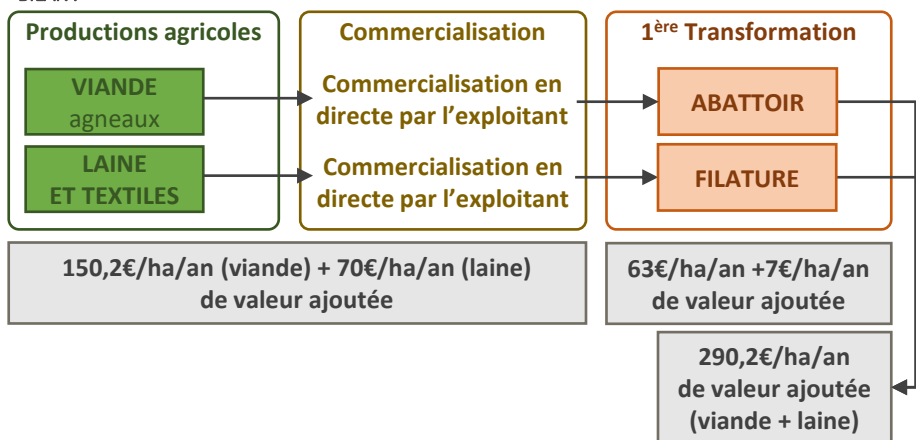 Productions agricoles
Commercialisation
1ère Transformation
VIANDE
agneaux
Commercialisation en
directe par l'exploitant
ABATTOIR
LAINE
ET TEXTILES
Commercialisation en
directe par l'exploitant
FILATURE
150,2€/ha/an (viande) + 70€/ha/an (laine)
de valeur ajoutée
63€/ha/an +7€/ha/an
de valeur ajoutée
290,2€/ha/an
de valeur ajoutée
(viande + laine)